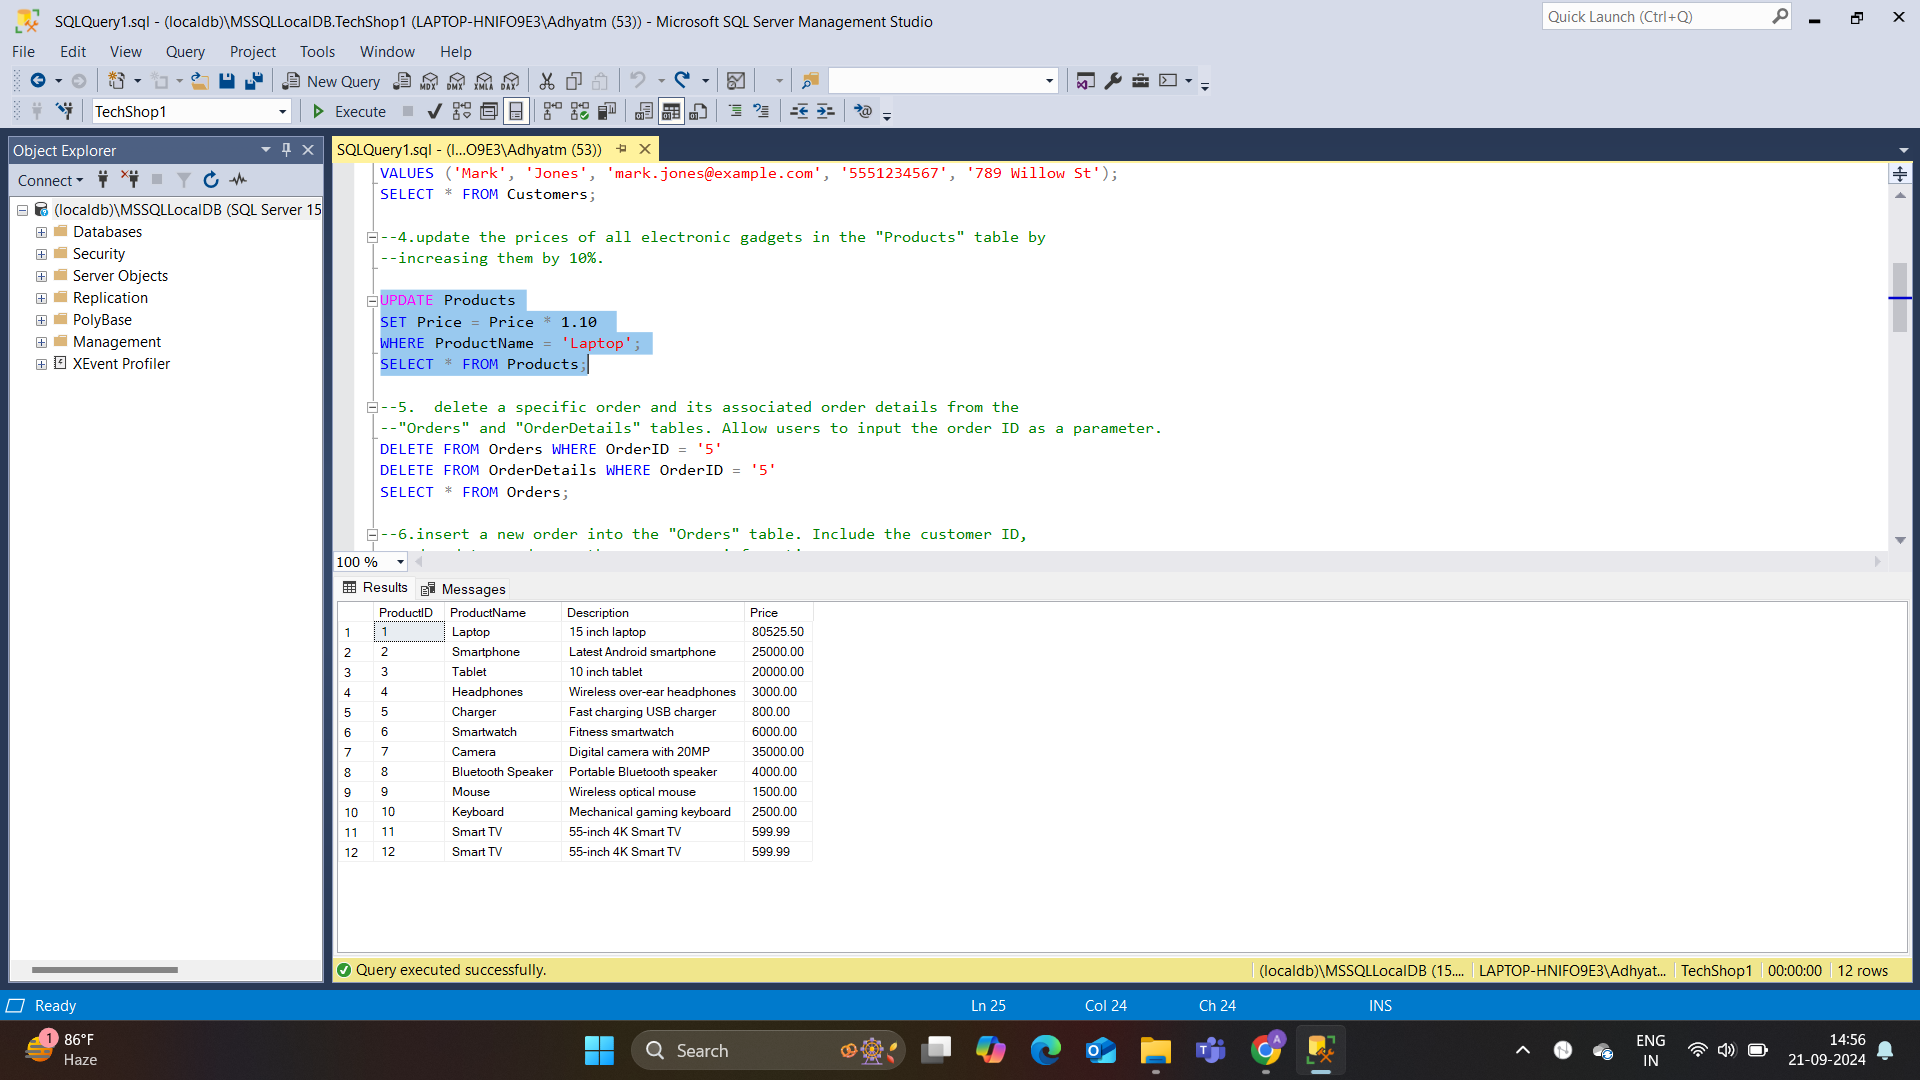 SQLQuery1.sql - (localdb)\MSSQLLocalDB.TechShop1 (LAPTOP-HNIFO9E3\Adhyatm (53)) - Microsoft SQL Server Management Studio
Quick Launch (Ctrl+Q)
File Edit View Query Project Tools Window Help
New Query MDX DMX XMLA DAX
TechShop1 Execute
Object Explorer
Connect
(localdb)\MSSQLLocalDB (SQL Server 15
Databases
Security
Server Objects
Replication
PolyBase
Management
XEvent Profiler
SQLQuery1.sql - (l...O9E3\Adhyatm (53))
VALUES ('Mark', 'Jones', 'mark.jones@example.com', '5551234567', '789 Willow St');
SELECT * FROM Customers;
--4.update the prices of all electronic gadgets in the "Products" table by
--increasing them by 10%.
UPDATE Products
SET Price = Price * 1.10
WHERE ProductName = 'Laptop';
SELECT * FROM Products;
--5.  delete a specific order and its associated order details from the
--"Orders" and "OrderDetails" tables. Allow users to input the order ID as a parameter.
DELETE FROM Orders WHERE OrderID = '5'
DELETE FROM OrderDetails WHERE OrderID = '5'
SELECT * FROM Orders;
--6.insert a new order into the "Orders" table. Include the customer ID,
100 %
Results Messages
ProductID ProductName Description Price
1 1 Laptop 15 inch laptop 80525.50
2 2 Smartphone Latest Android smartphone 25000.00
3 3 Tablet 10 inch tablet 20000.00
4 4 Headphones Wireless over-ear headphones 3000.00
5 5 Charger Fast charging USB charger 800.00
6 6 Smartwatch Fitness smartwatch 6000.00
7 7 Camera Digital camera with 20MP 35000.00
8 8 Bluetooth Speaker Portable Bluetooth speaker 4000.00
9 9 Mouse Wireless optical mouse 1500.00
10 10 Keyboard Mechanical gaming keyboard 2500.00
11 11 Smart TV 55-inch 4K Smart TV 599.99
12 12 Smart TV 55-inch 4K Smart TV 599.99
Query executed successfully. (localdb)\MSSQLLocalDB (15.... LAPTOP-HNIFO9E3\Adhyat... TechShop1 00:00:00 12 rows
Ready Ln 25 Col 24 Ch 24 INS
1 86°F
Haze
Search
A
ENG
IN
14:56
21-09-2024